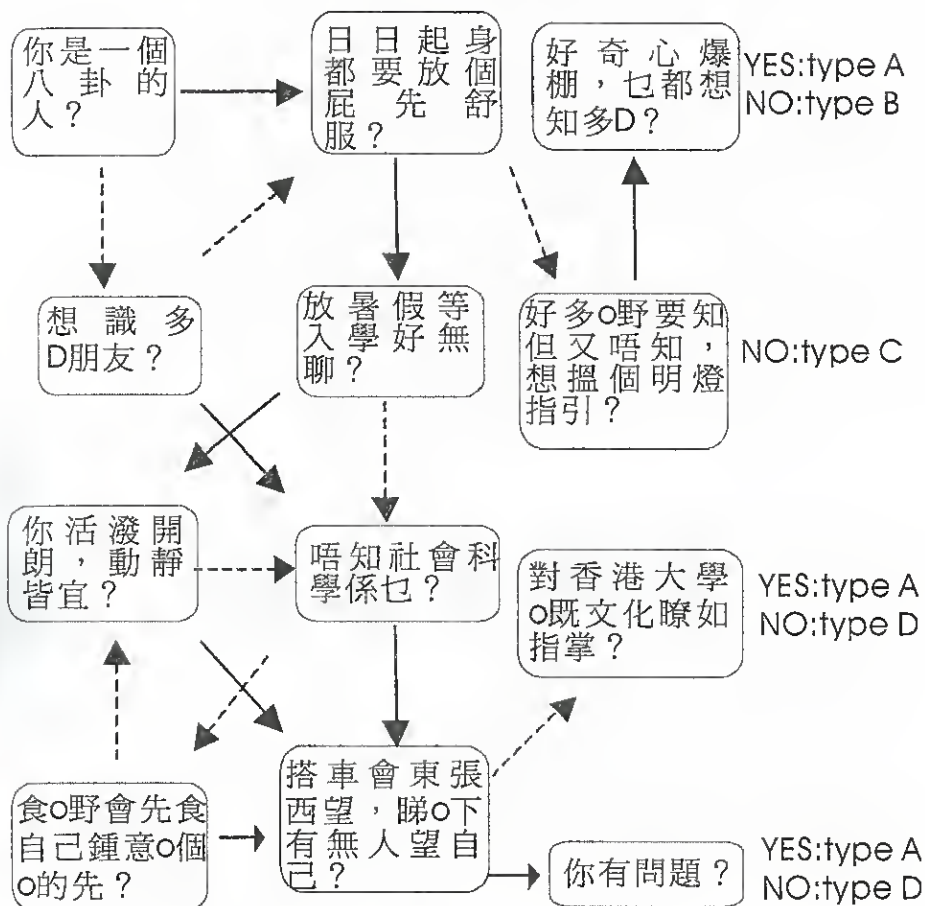 你是一個
八卦的
人？
日日起身
都要放個
屁先舒
服？
好奇心爆
棚，乜都想
知多D？
YES:type A
NO:type B
想識多
D朋友？
放暑假等
入學好無
聊？
好多o野要知
但又唔知，
想搵個明燈
指引？
NO:type C
你活潑開
朗，動靜
皆宜？
唔知社會科
學係乜？
對香港大學
o既文化瞭如
指掌？
YES:type A
NO:type D
食o野會先食
自己鍾意o個
o的先？
搭車會東張
西望，睇o下
有無人望自
己？
你有問題？
YES:type A
NO:type D